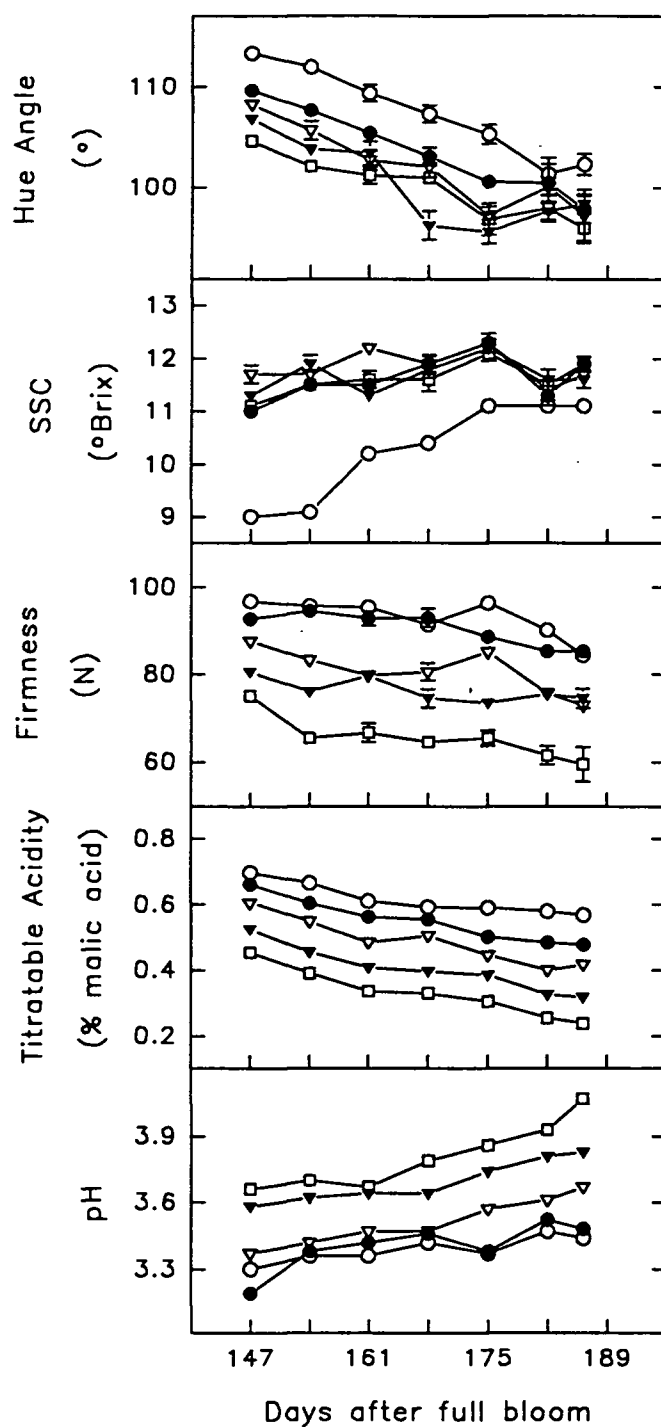 Hue Angle
(°)
110
100
SSC
(°Brix)
13
12
11
10
9
Firmness
(N)
100
80
60
Titratable Acidity
(% malic acid)
0.8
0.6
0.4
0.2
pH
3.9
3.6
3.3
147 161 175 189
Days after full bloom